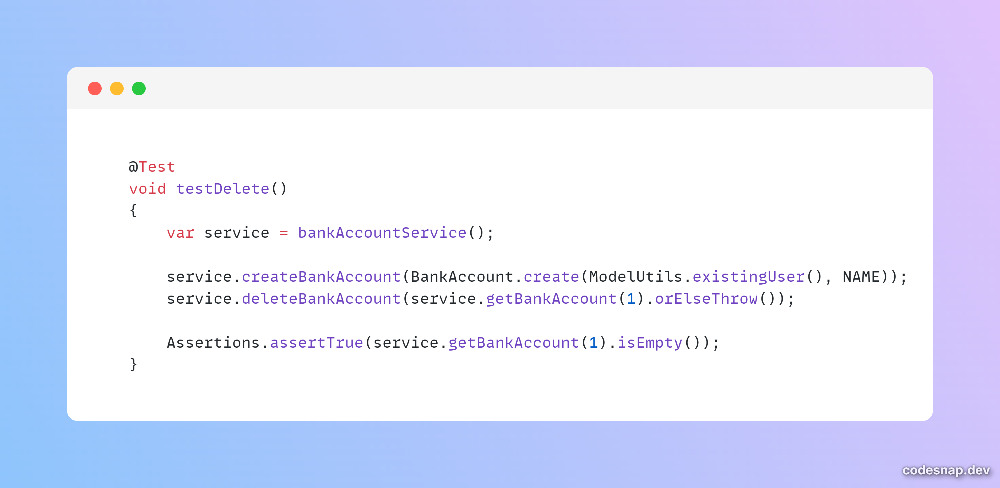 @Test
void testDelete()
{
    var service = bankAccountService();
    service.createBankAccount(BankAccount.create(ModelUtils.existingUser(), NAME));
    service.deleteBankAccount(service.getBankAccount(1).orElseThrow());
    Assertions.assertTrue(service.getBankAccount(1).isEmpty());
}
codesnap.dev